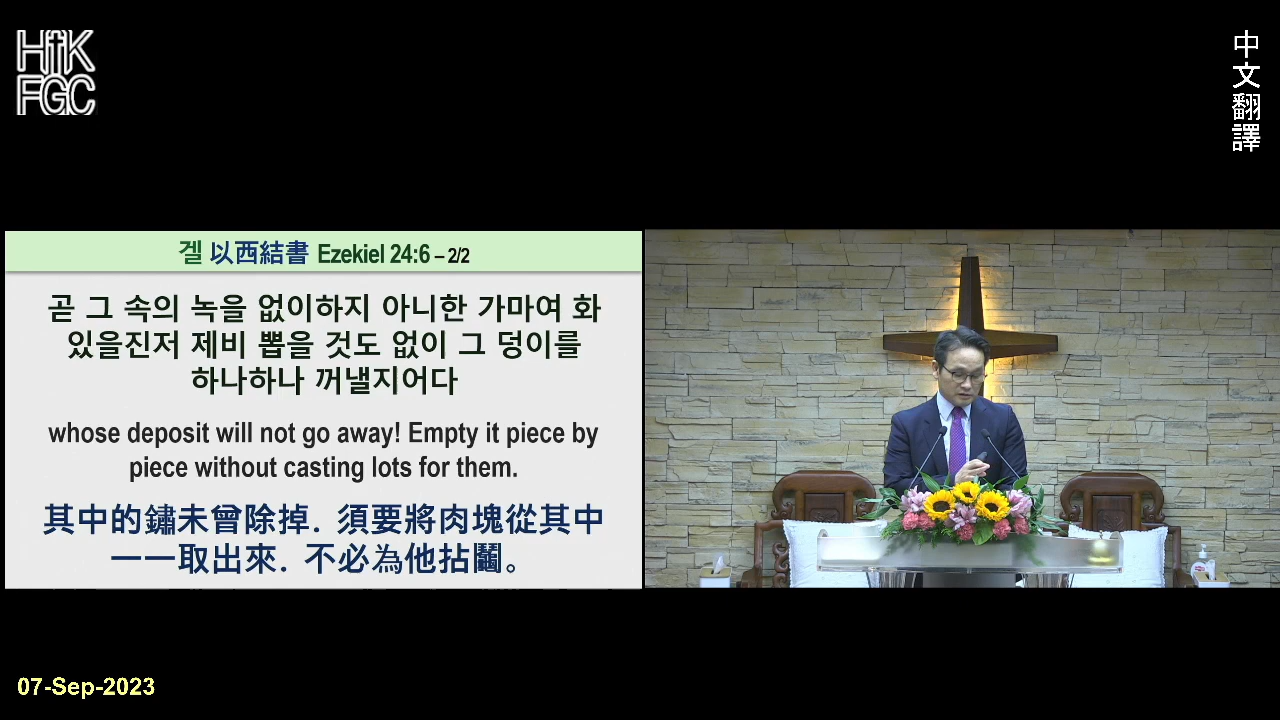 HfK
FGC
中文翻譯
겔 以西結書 Ezekiel 24:6 – 2/2
곧 그 속의 녹을 없이하지 아니한 가마여 화
있을진저 제비 뽑을 것도 없이 그 덩이를
하나하나 꺼낼지어다
whose deposit will not go away! Empty it piece by
piece without casting lots for them.
其中的鏽未曾除掉．須要將肉塊從其中
一一取出來．不必為他拈鬮。
07-Sep-2023